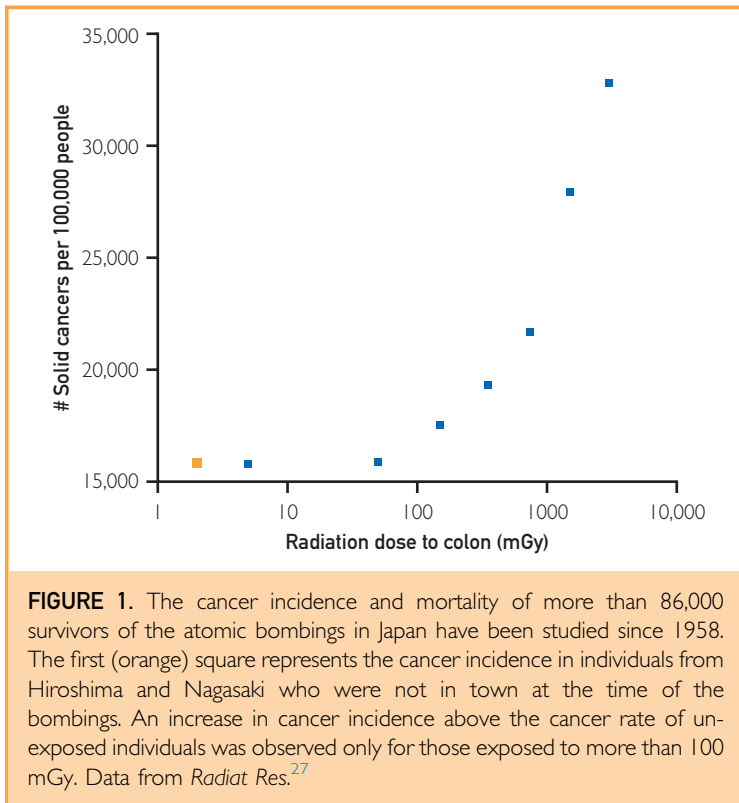 35,000
30,000
25,000
20,000
15,000
# Solid cancers per 100,000 people
1 10 100 1000 10,000
Radiation dose to colon (mGy)
FIGURE 1. The cancer incidence and mortality of more than 86,000
survivors of the atomic bombings in Japan have been studied since 1958.
The first (orange) square represents the cancer incidence in individuals from
Hiroshima and Nagasaki who were not in town at the time of the
bombings. An increase in cancer incidence above the cancer rate of un-
exposed individuals was observed only for those exposed to more than 100
mGy. Data from Radiat Res.27